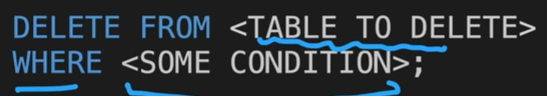 DELETE FROM <TABLE TO DELETE>
WHERE <SOME CONDITION>;